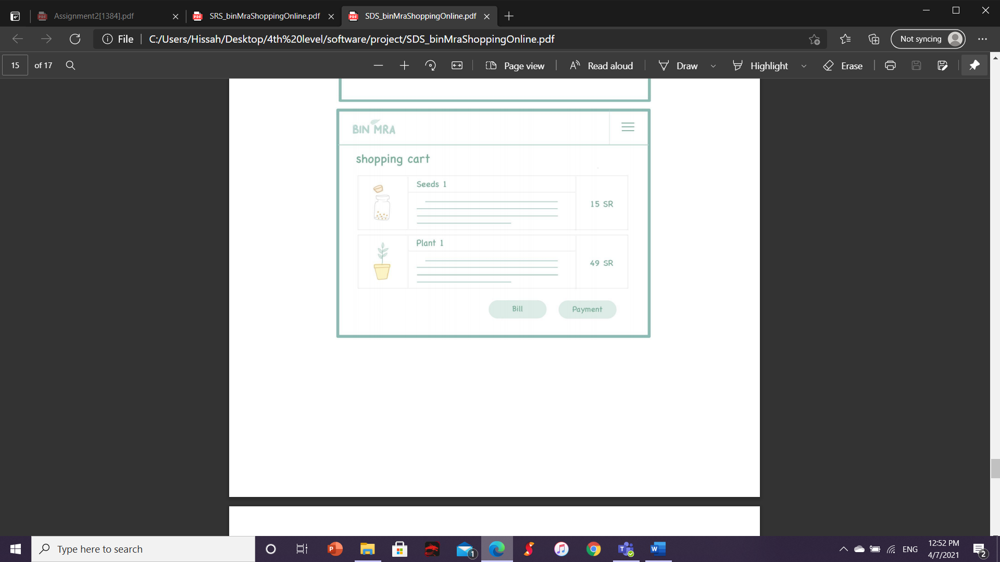 Assignment2[1384].pdf
SRS_binMraShoppingOnline.pdf
SDS_binMraShoppingOnline.pdf
File
C:/Users/Hissah/Desktop/4th%20level/software/project/SDS_binMraShoppingOnline.pdf
Not syncing
15 of 17
Page view
Read aloud
Draw
Highlight
Erase
BIN MRA
shopping cart
Seeds 1
15 SR
Plant 1
49 SR
Bill
Payment
Type here to search
1
ENG
12:52 PM
4/7/2021
2